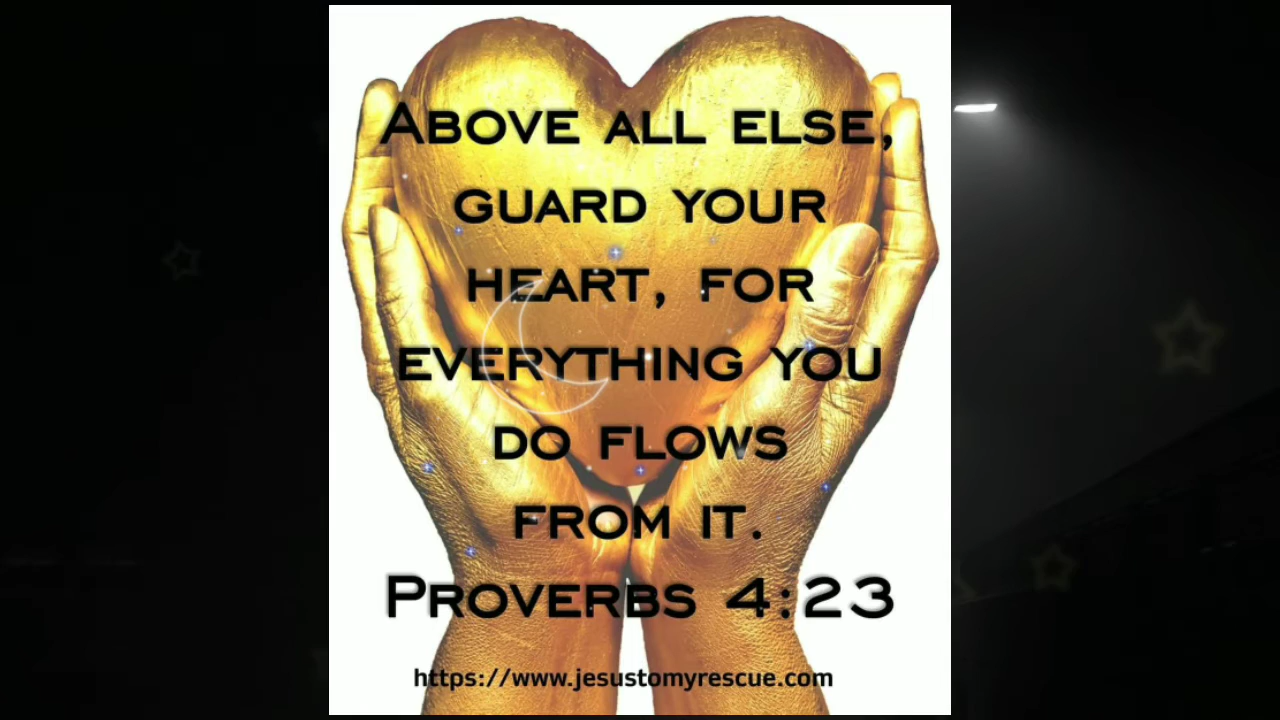 Above all else,
guard your
heart, for
everything you
do flows
from it.
Proverbs 4:23
https://www.jesustomyrescue.com